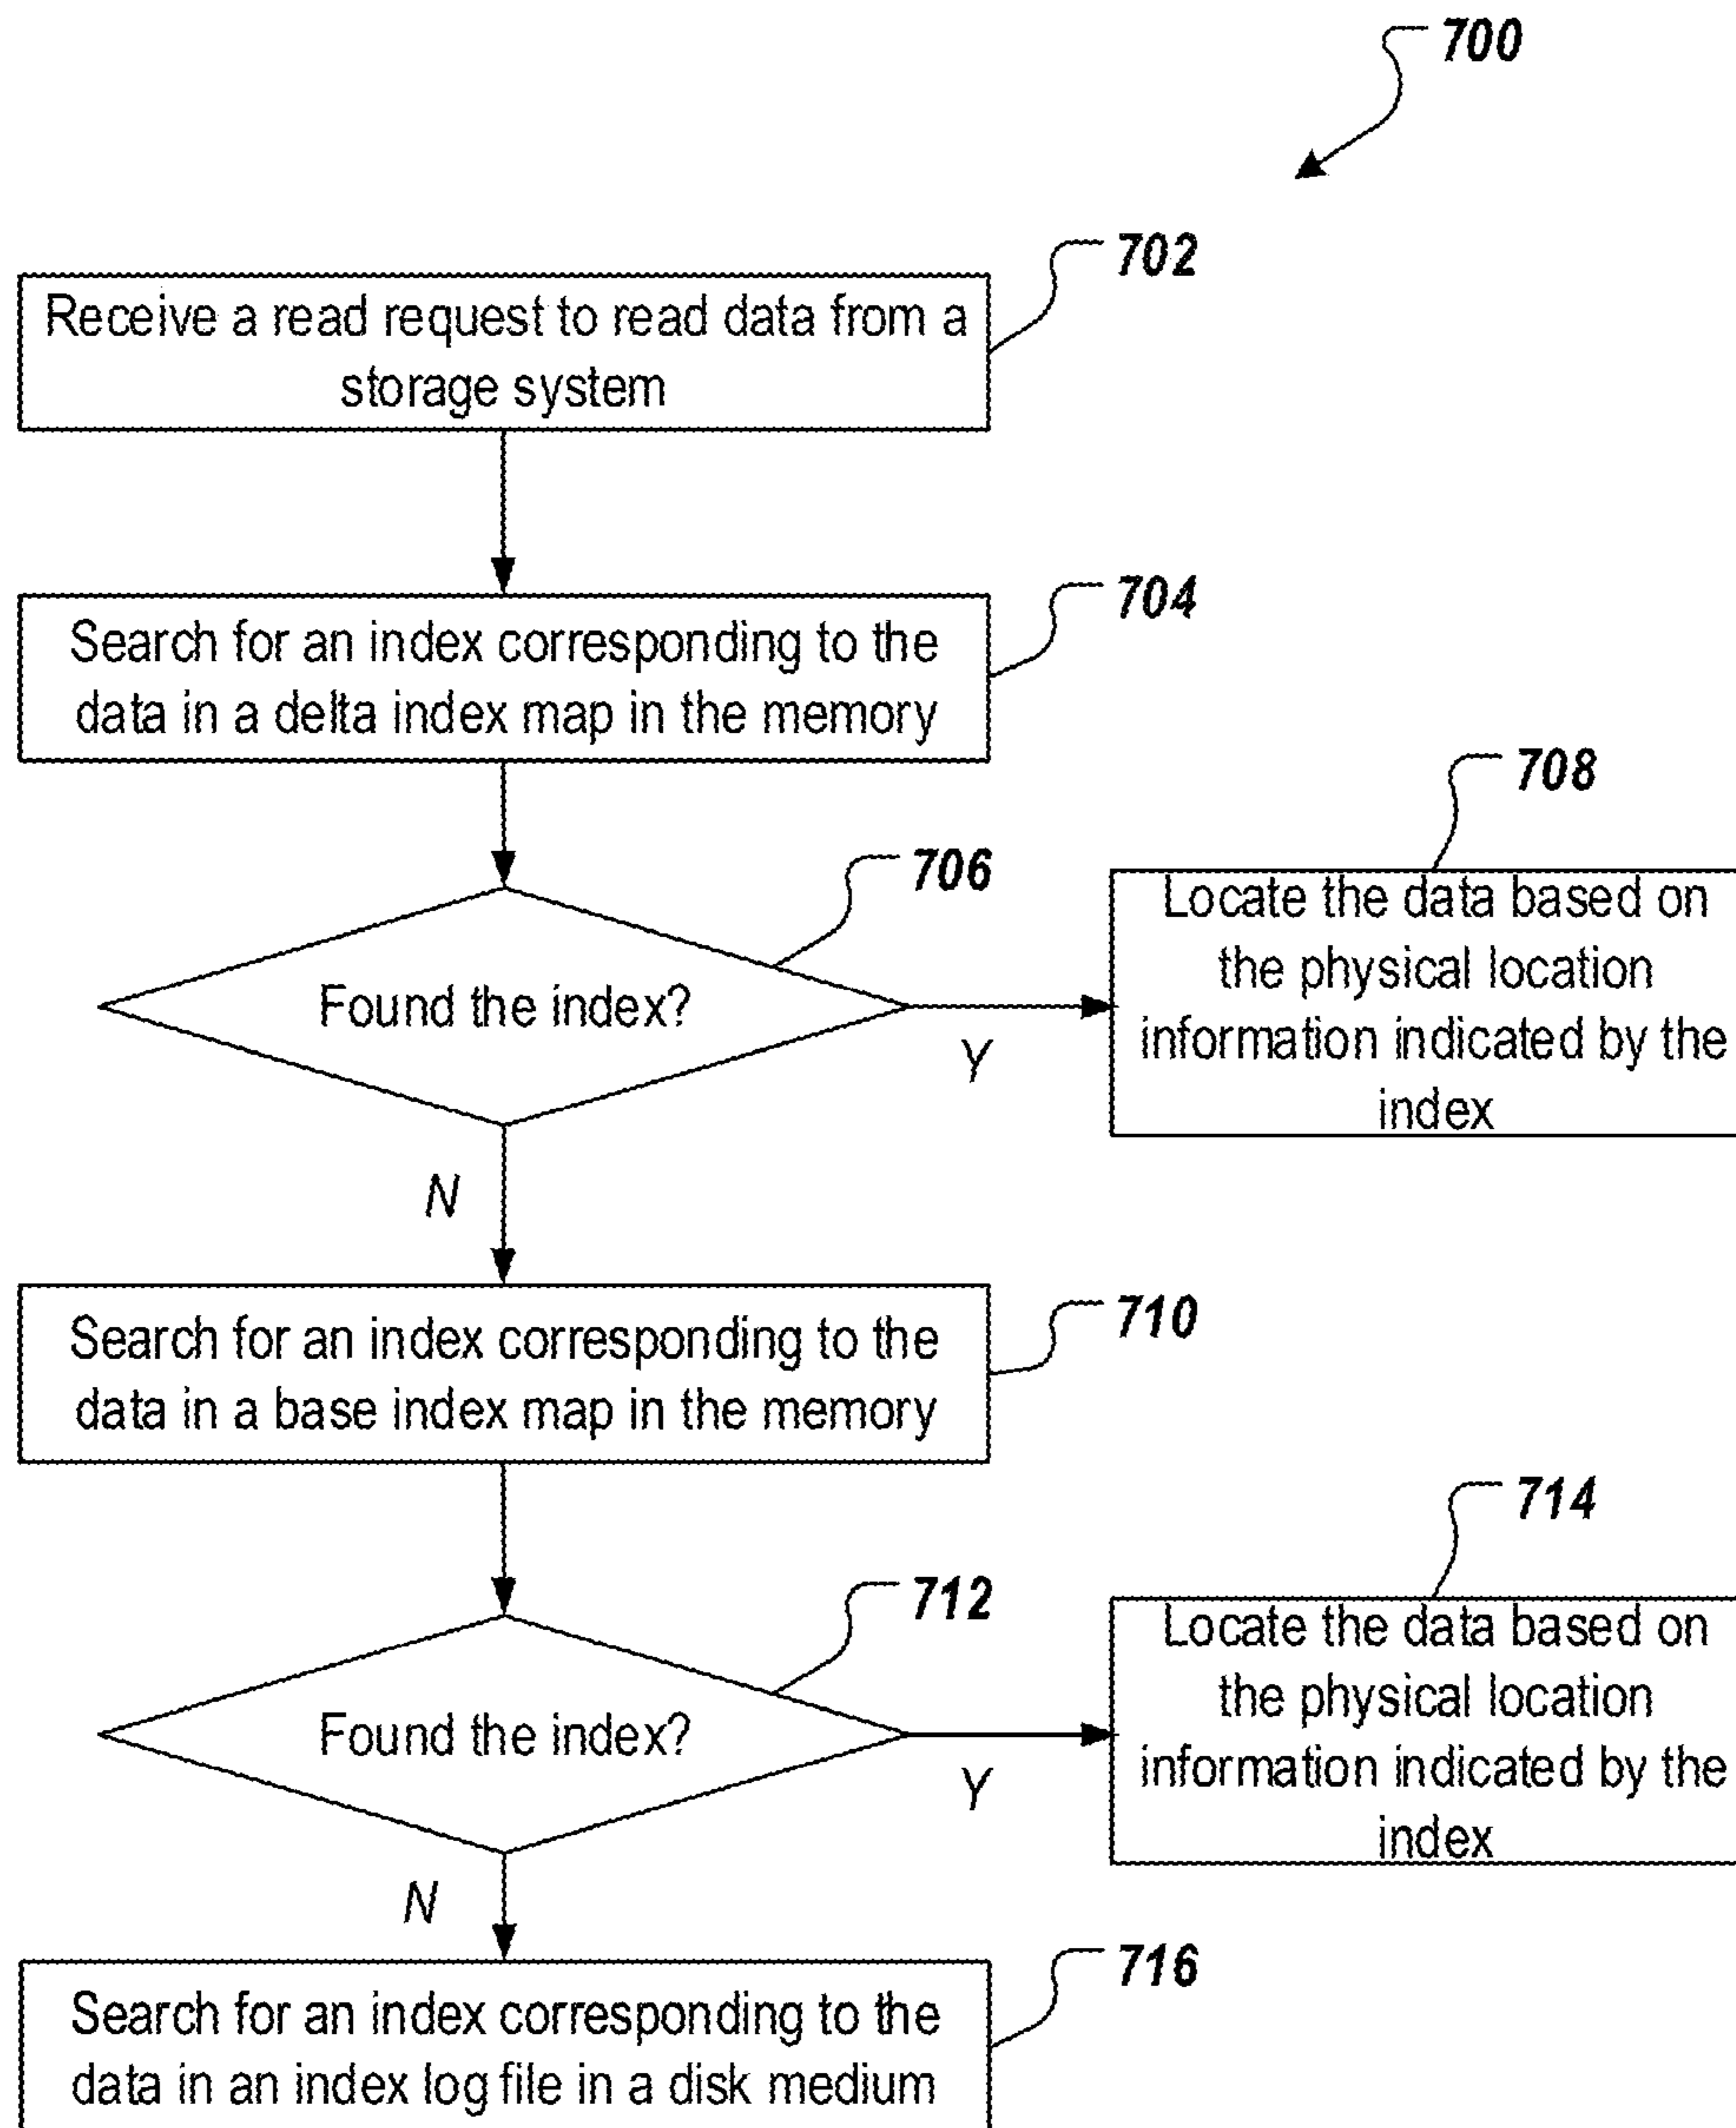 700
702
Receive a read request to read data from a
storage system
704
Search for an index corresponding to the
data in a delta index map in the memory
706
Found the index?
Y
N
708
Locate the data based on
the physical location
information indicated by the
index
710
Search for an index corresponding to the
data in a base index map in the memory
712
Found the index?
Y
N
714
Locate the data based on
the physical location
information indicated by the
index
716
Search for an index corresponding to the
data in an index log file in a disk medium